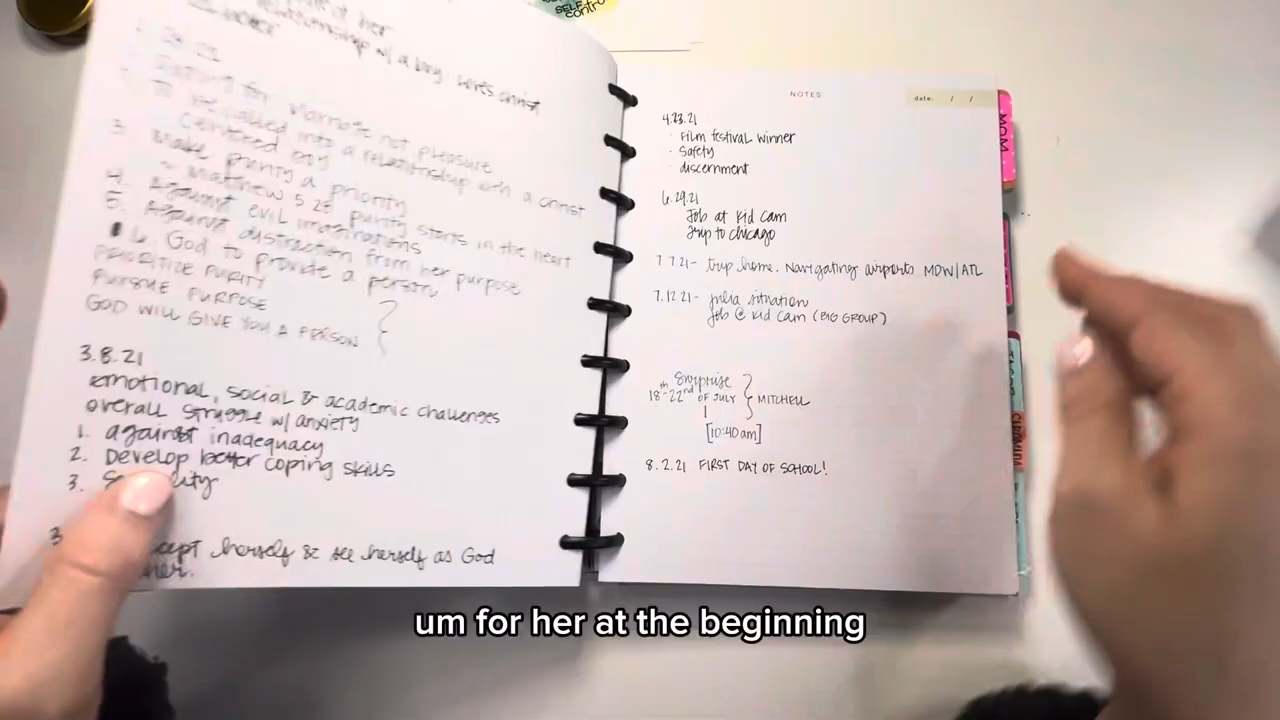 SELF-
contro
her
relationship w/ a boy. loves christ
marriage not pleasure
to be called into a relationship with a christ
centered guy
3. Make purity a priority
Matthew 5:28 purity starts in the heart
4. Against evil imaginations
5. Against distraction from her purpose
6. God to provide a person
PRIORITIZE PURITY
PURSUE PURPOSE
GOD WILL GIVE YOU A PERSON
3.8.21
emotional, social & academic challenges
overall struggle w/ anxiety
1. against inadequacy
2. Develop better coping skills
3.
herself & see herself as God
her.
NOTES
date: / /
4.23.21
· Film festival winner
· Safety
· discernment
6.29.21
Job at Kid Cam
Trip to chicago
7.7.21- trip home. Navigating airports MDW/ATL
7.12.21- julia situation
Job @ Kid Cam (BIG GROUP)
Surprise
18th-22nd OF JULY
MITCHELL
[10:40am]
8.2.21 FIRST DAY OF SCHOOL!
MOM
um for her at the beginning